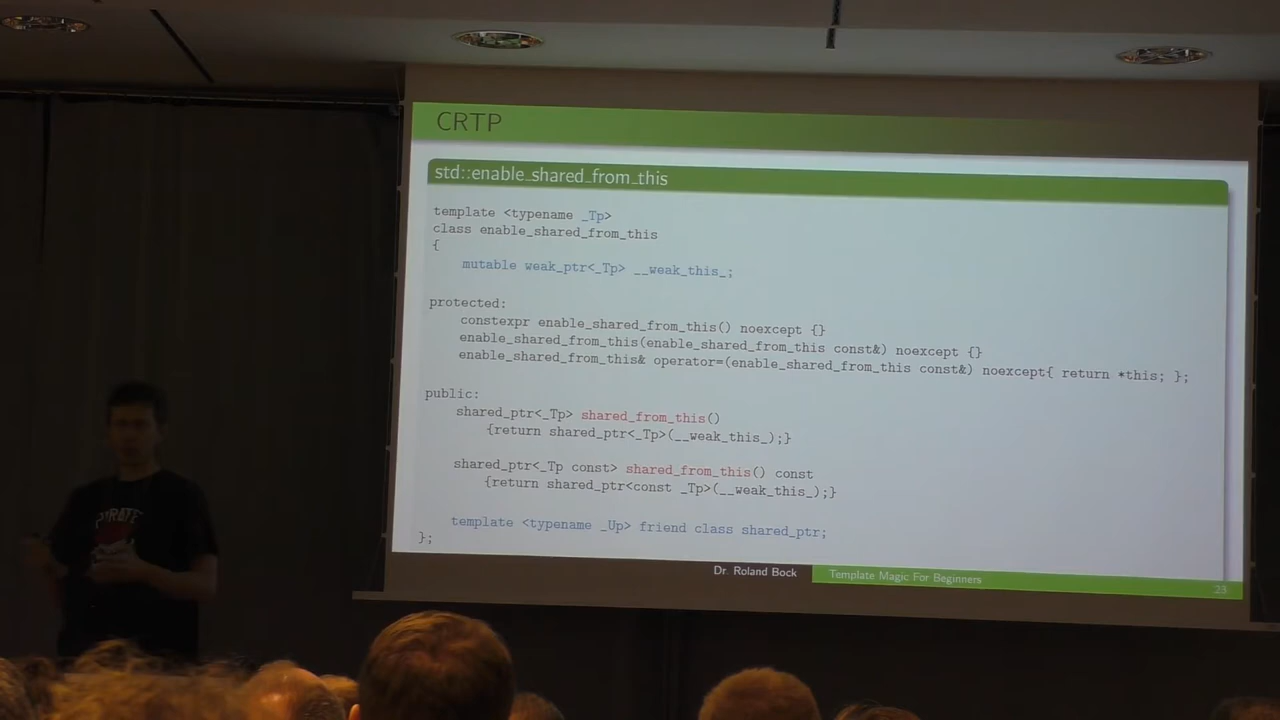 CRTP
std::enable_shared_from_this
template <typename _Tp>
class enable_shared_from_this
{
mutable weak_ptr<_Tp> __weak_this_;
protected:
constexpr enable_shared_from_this() noexcept {}
enable_shared_from_this(enable_shared_from_this const&) noexcept {}
enable_shared_from_this& operator=(enable_shared_from_this const&) noexcept{ return *this; };
public:
shared_ptr<_Tp> shared_from_this()
{return shared_ptr<_Tp>(__weak_this_);}
shared_ptr<_Tp const> shared_from_this() const
{return shared_ptr<const _Tp>(__weak_this_);}
template <typename _Up> friend class shared_ptr;
};
Dr. Roland Bock
Template Magic For Beginners
23
PIRATE